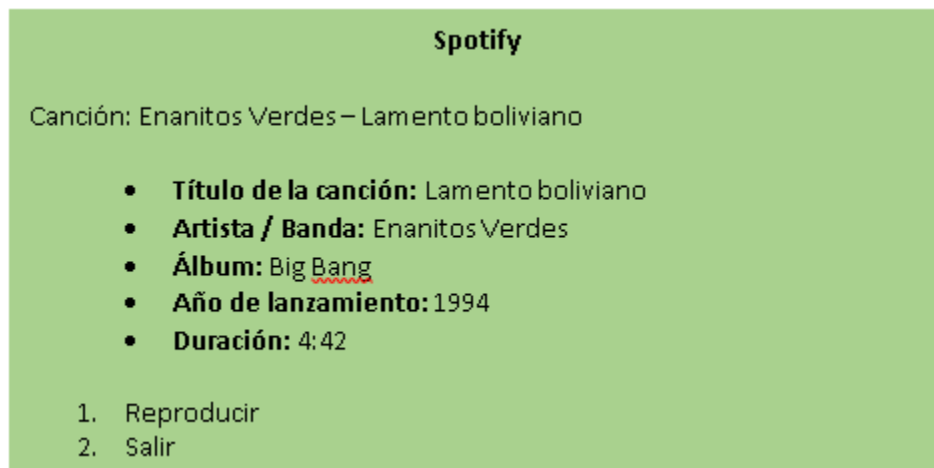 Spotify
Canción: Enanitos Verdes – Lamento boliviano
• Título de la canción: Lamento boliviano
• Artista / Banda: Enanitos Verdes
• Álbum: Big Bang
• Año de lanzamiento: 1994
• Duración: 4:42
1. Reproducir
2. Salir